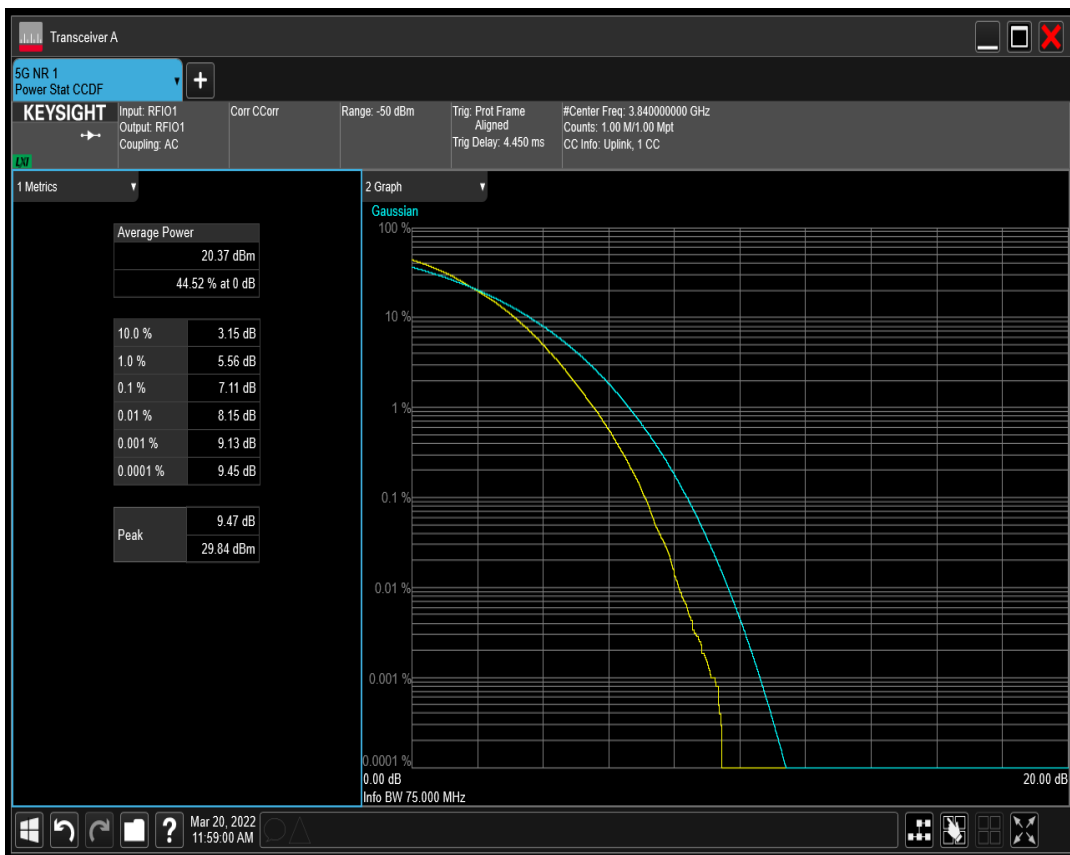 Transceiver A
5G NR 1
Power Stat CCDF
KEYSIGHT
LXI
Input: RFIO1
Output: RFIO1
Coupling: AC
Corr CCorr
Range: -50 dBm
Trig: Prot Frame
Aligned
Trig Delay: 4.450 ms
#Center Freq: 3.840000000 GHz
Counts: 1.00 M/1.00 Mpt
CC Info: Uplink, 1 CC
1 Metrics
Average Power
20.37 dBm
44.52 % at 0 dB
10.0 % 3.15 dB
1.0 % 5.56 dB
0.1 % 7.11 dB
0.01 % 8.15 dB
0.001 % 9.13 dB
0.0001 % 9.45 dB
Peak
9.47 dB
29.84 dBm
2 Graph
Gaussian
100 %
10 %
1 %
0.1 %
0.01 %
0.001 %
0.0001 %
0.00 dB 20.00 dB
Info BW 75.000 MHz
? Mar 20, 2022
11:59:00 AM